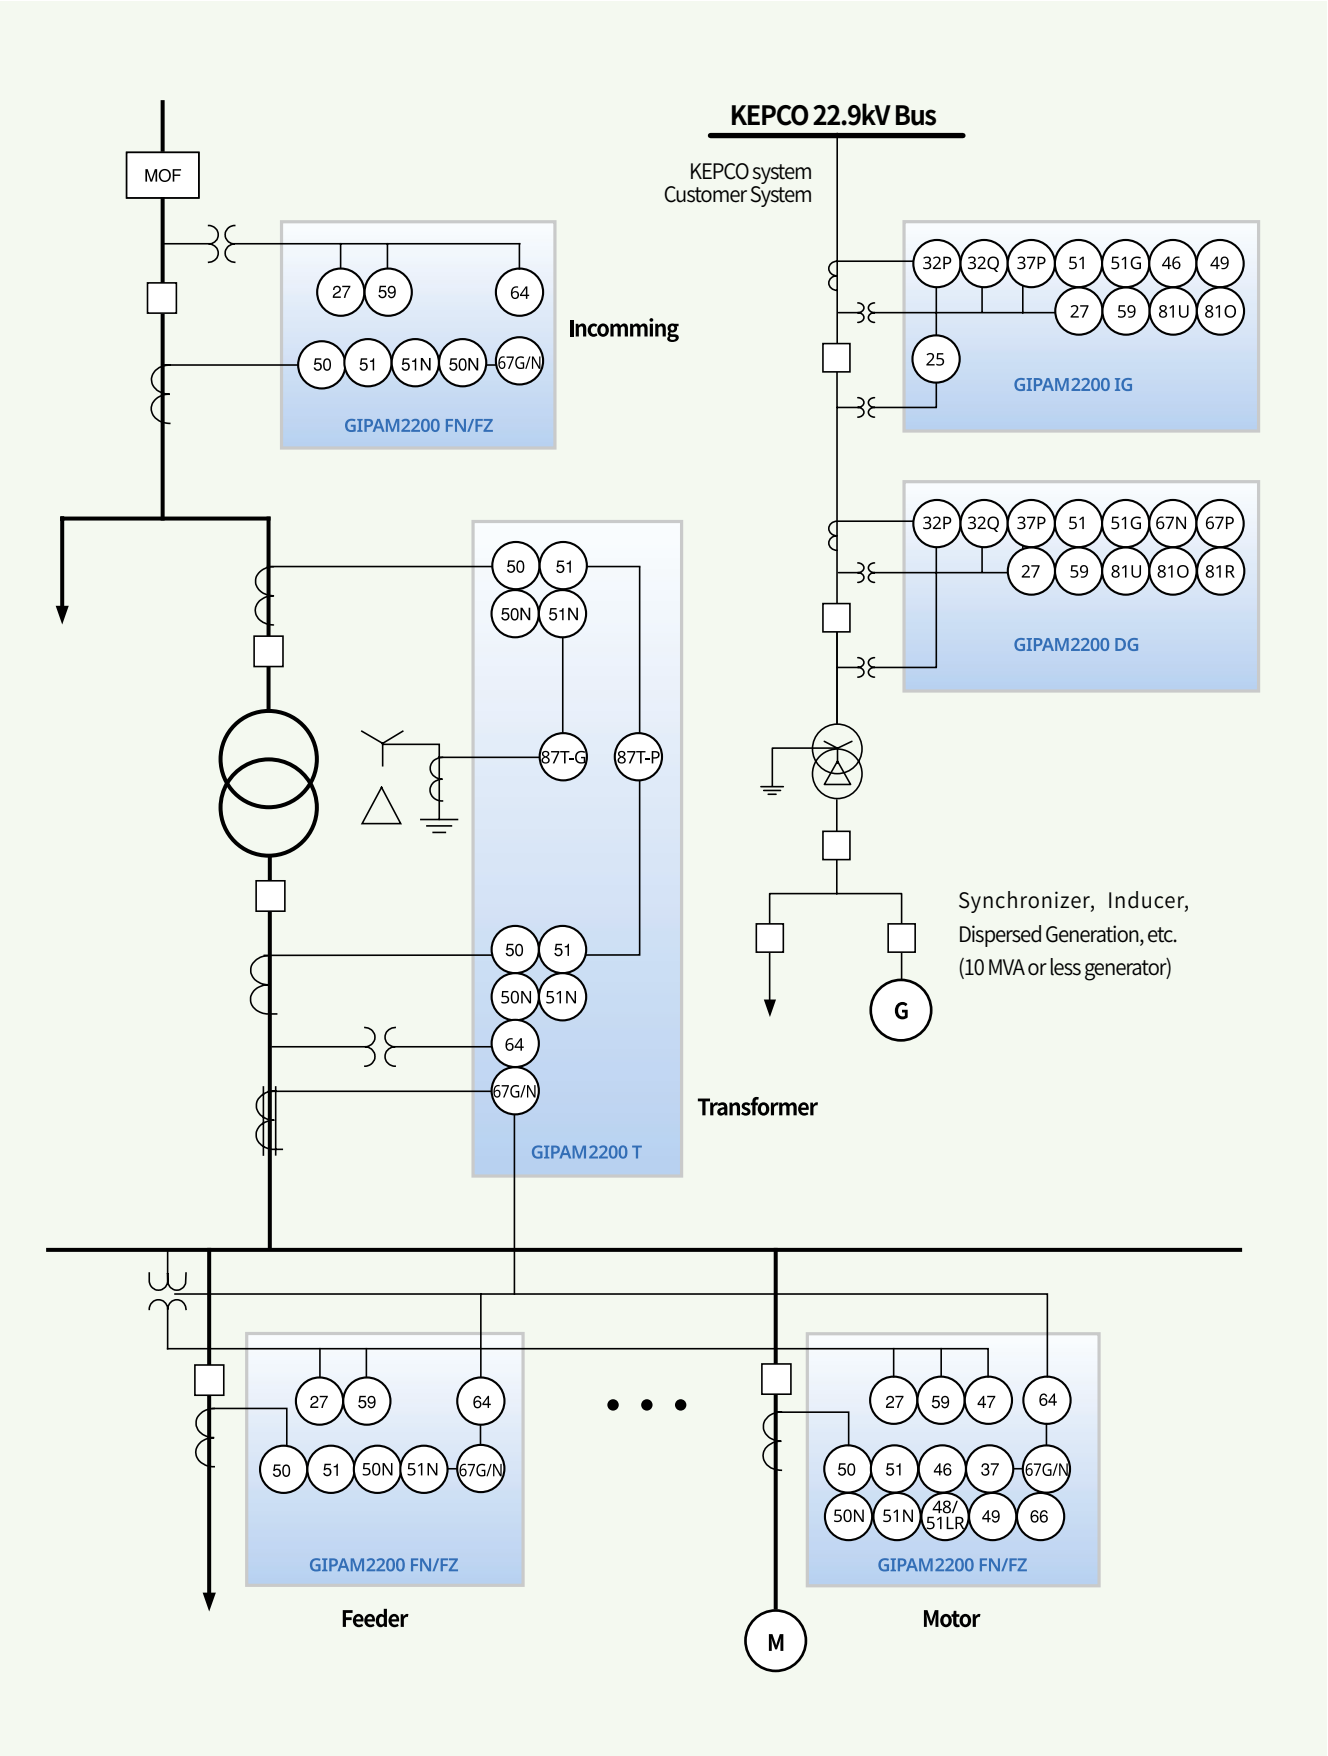 MOF
27 59 64
50 51 51N 50N 67G/N
GIPAM2200 FN/FZ
Incomming
KEPCO 22.9kV Bus
KEPCO system
Customer System
32P 32Q 37P 51 51G 46 49
27 59 81U 81O
25
GIPAM2200 IG
32P 32Q 37P 51 51G 67N 67P
27 59 81U 81O 81R
GIPAM2200 DG
Synchronizer, Inducer,
Dispersed Generation, etc.
(10 MVA or less generator)
G
50 51
50N 51N
87T-G 87T-P
50 51
50N 51N
64
67G/N
GIPAM2200 T
Transformer
27 59 64
50 51 50N 51N 67G/N
GIPAM2200 FN/FZ
Feeder
27 59 47 64
50 51 46 37 67G/N
50N 51N 48/ 49 66
51LR
GIPAM2200 FN/FZ
Motor
M